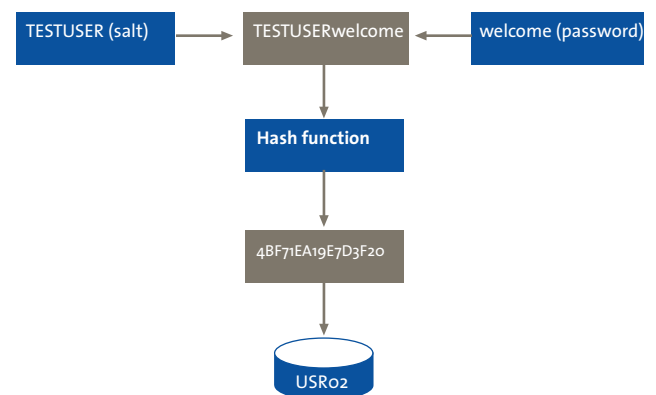 TESTUSER (salt)
TESTUSERwelcome
welcome (password)
Hash function
4BF71EA19E7D3F20
USR02